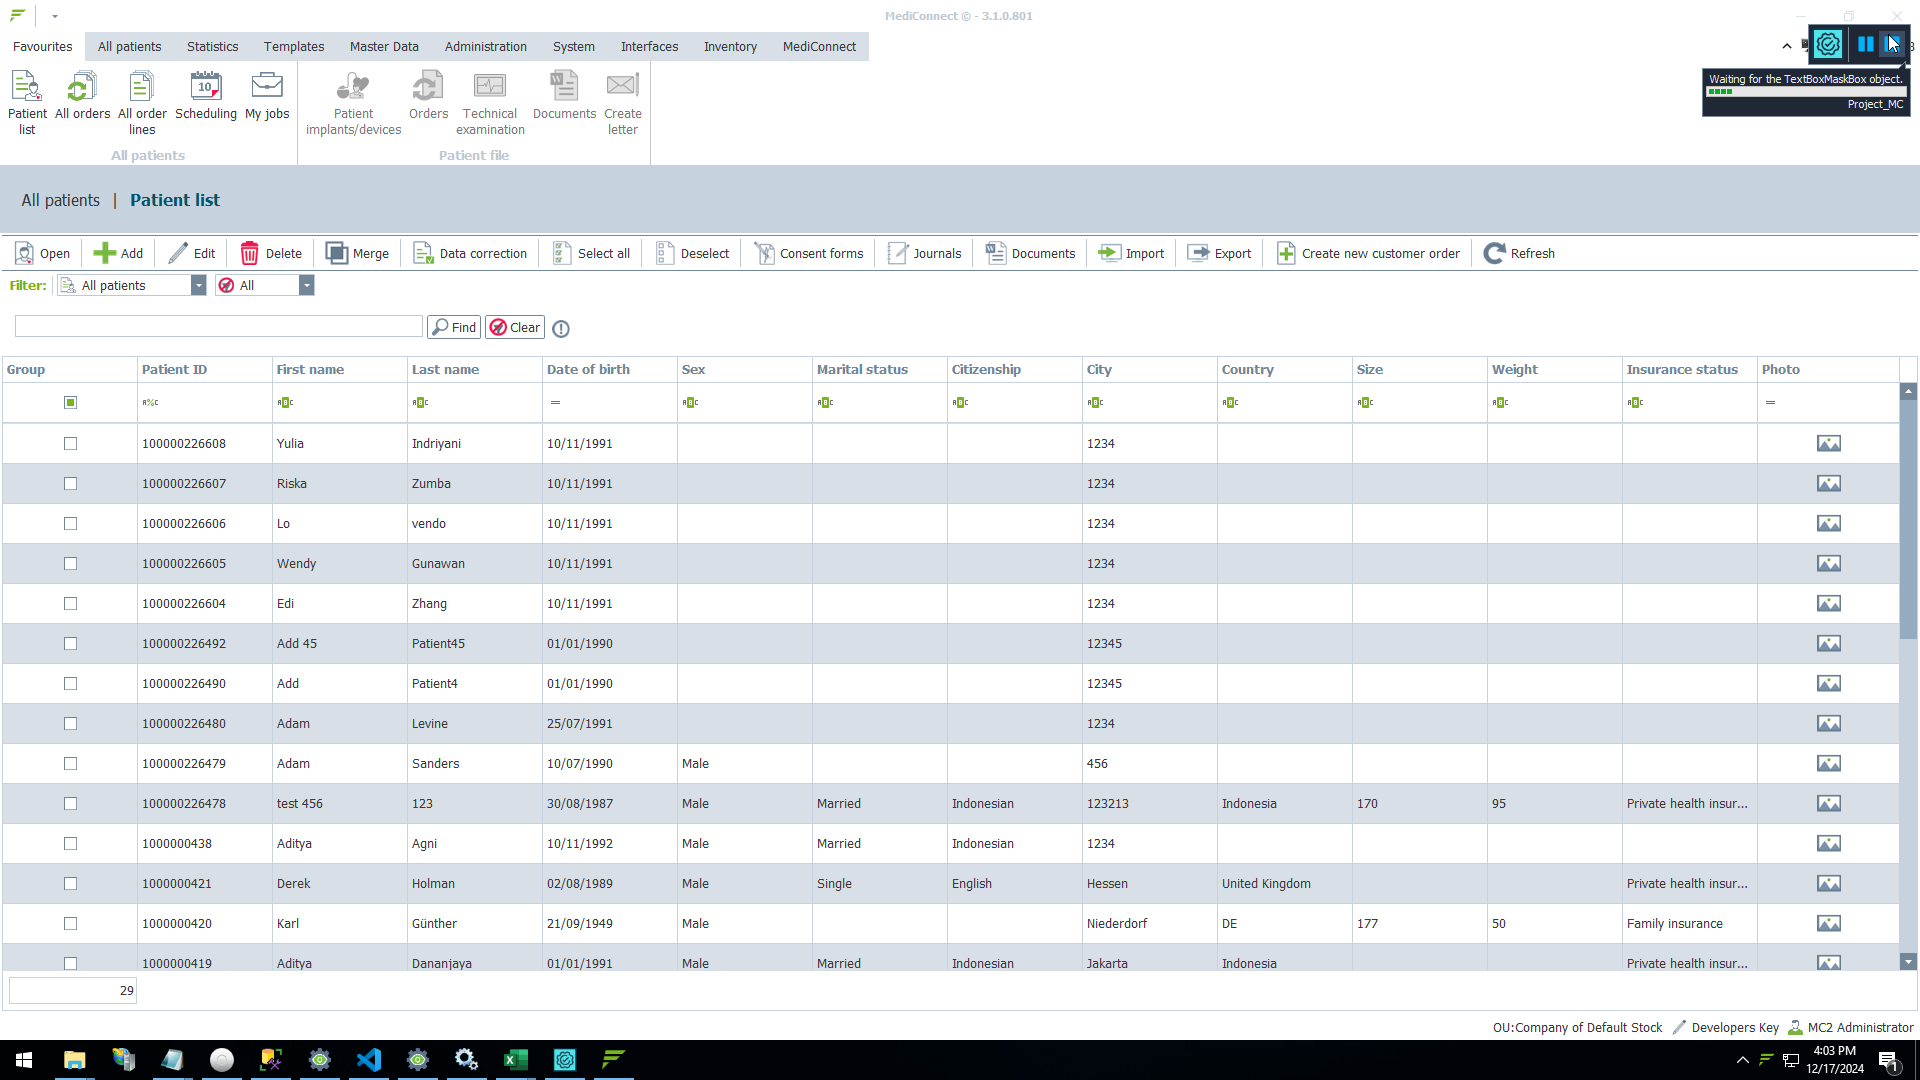 MediConnect © - 3.1.0.801
Favourites All patients Statistics Templates Master Data Administration System Interfaces Inventory MediConnect
Waiting for the TextBoxMaskBox object.
Project_MC
Patient list All orders All order lines Scheduling My jobs Patient implants/devices Orders Technical examination Documents Create letter
All patients Patient file
All patients | Patient list
Open Add Edit Delete Merge Data correction Select all Deselect Consent forms Journals Documents Import Export Create new customer order Refresh
Filter: All patients All
Find Clear
Group Patient ID First name Last name Date of birth Sex Marital status Citizenship City Country Size Weight Insurance status Photo
100000226608 Yulia Indriyani 10/11/1991 1234
100000226607 Riska Zumba 10/11/1991 1234
100000226606 Lo vendo 10/11/1991 1234
100000226605 Wendy Gunawan 10/11/1991 1234
100000226604 Edi Zhang 10/11/1991 1234
100000226492 Add 45 Patient45 01/01/1990 12345
100000226490 Add Patient4 01/01/1990 12345
100000226480 Adam Levine 25/07/1991 1234
100000226479 Adam Sanders 10/07/1990 Male 456
100000226478 test 456 123 30/08/1987 Male Married Indonesian 123213 Indonesia 170 95 Private health insur...
1000000438 Aditya Agni 10/11/1992 Male Married Indonesian 1234
1000000421 Derek Holman 02/08/1989 Male Single English Hessen United Kingdom Private health insur...
1000000420 Karl Günther 21/09/1949 Male Niederdorf DE 177 50 Family insurance
1000000419 Aditya Dananjaya 01/01/1991 Male Married Indonesian Jakarta Indonesia Private health insur...
29
OU:Company of Default Stock Developers Key MC2 Administrator
4:03 PM
12/17/2024
1